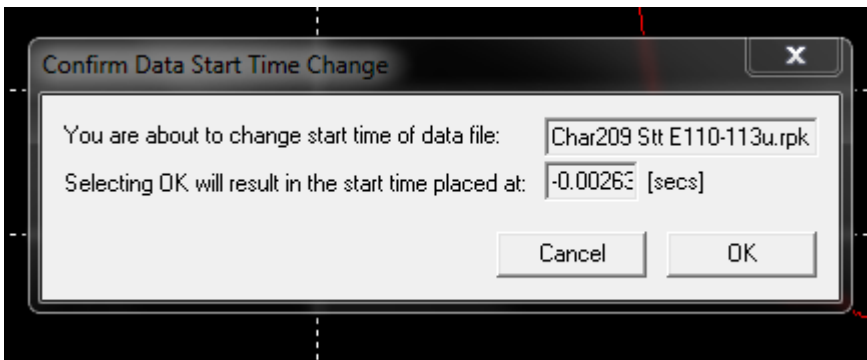 Confirm Data Start Time Change
You are about to change start time of data file: Char209 Stt E110-113u.rpk
Selecting OK will result in the start time placed at: -0.00263 [secs]
Cancel OK